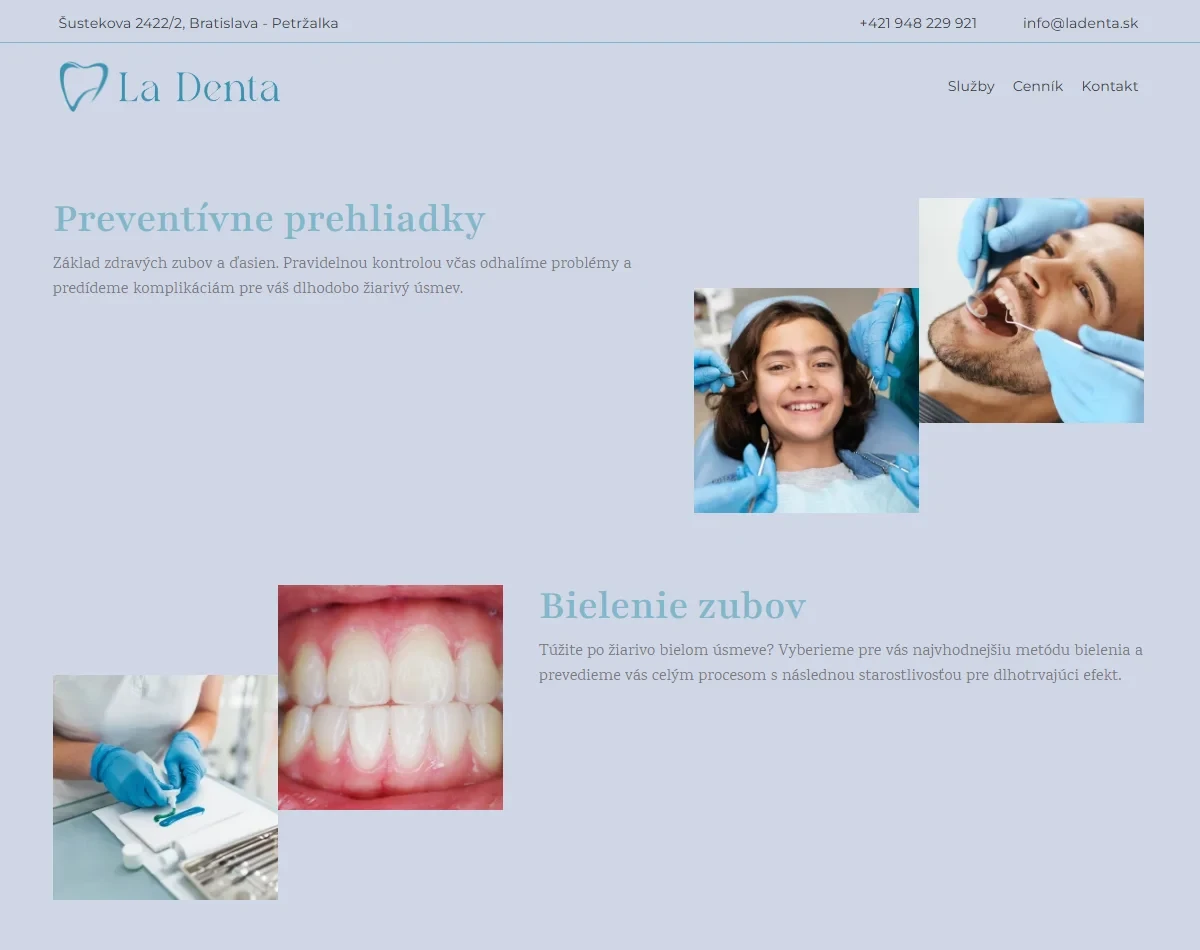 Šustekova 2422/2, Bratislava - Petržalka
+421 948 229 921
info@ladenta.sk
La Denta
Služby
Cenník
Kontakt
Preventívne prehliadky
Základ zdravých zubov a ďasien. Pravidelnou kontrolou včas odhalíme problémy a
predídeme komplikáciám pre váš dlhodobo žiarivý úsmev.
Bielenie zubov
Túžite po žiarivo bielom úsmeve? Vyberieme pre vás najvhodnejšiu metódu bielenia a
prevedieme vás celým procesom s následnou starostlivosťou pre dlhotrvajúci efekt.